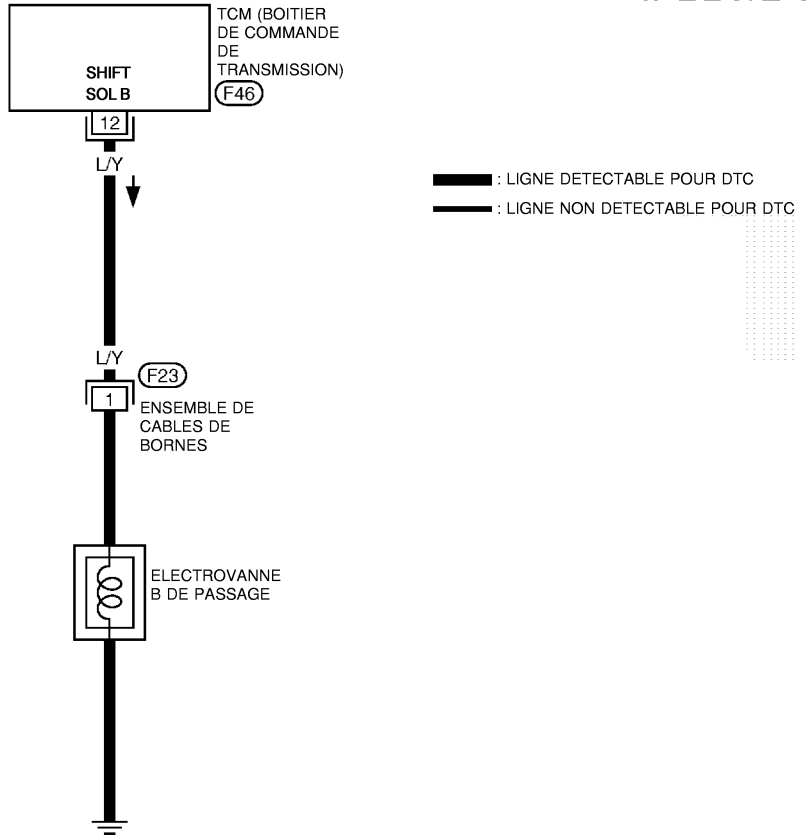 TCM (BOITIER
DE COMMANDE
DE
TRANSMISSION)
F46
SHIFT
SOL B
12
L/Y
: LIGNE DETECTABLE POUR DTC
: LIGNE NON DETECTABLE POUR DTC
L/Y
F23
1
ENSEMBLE DE
CABLES DE
BORNES
ELECTROVANNE
B DE PASSAGE